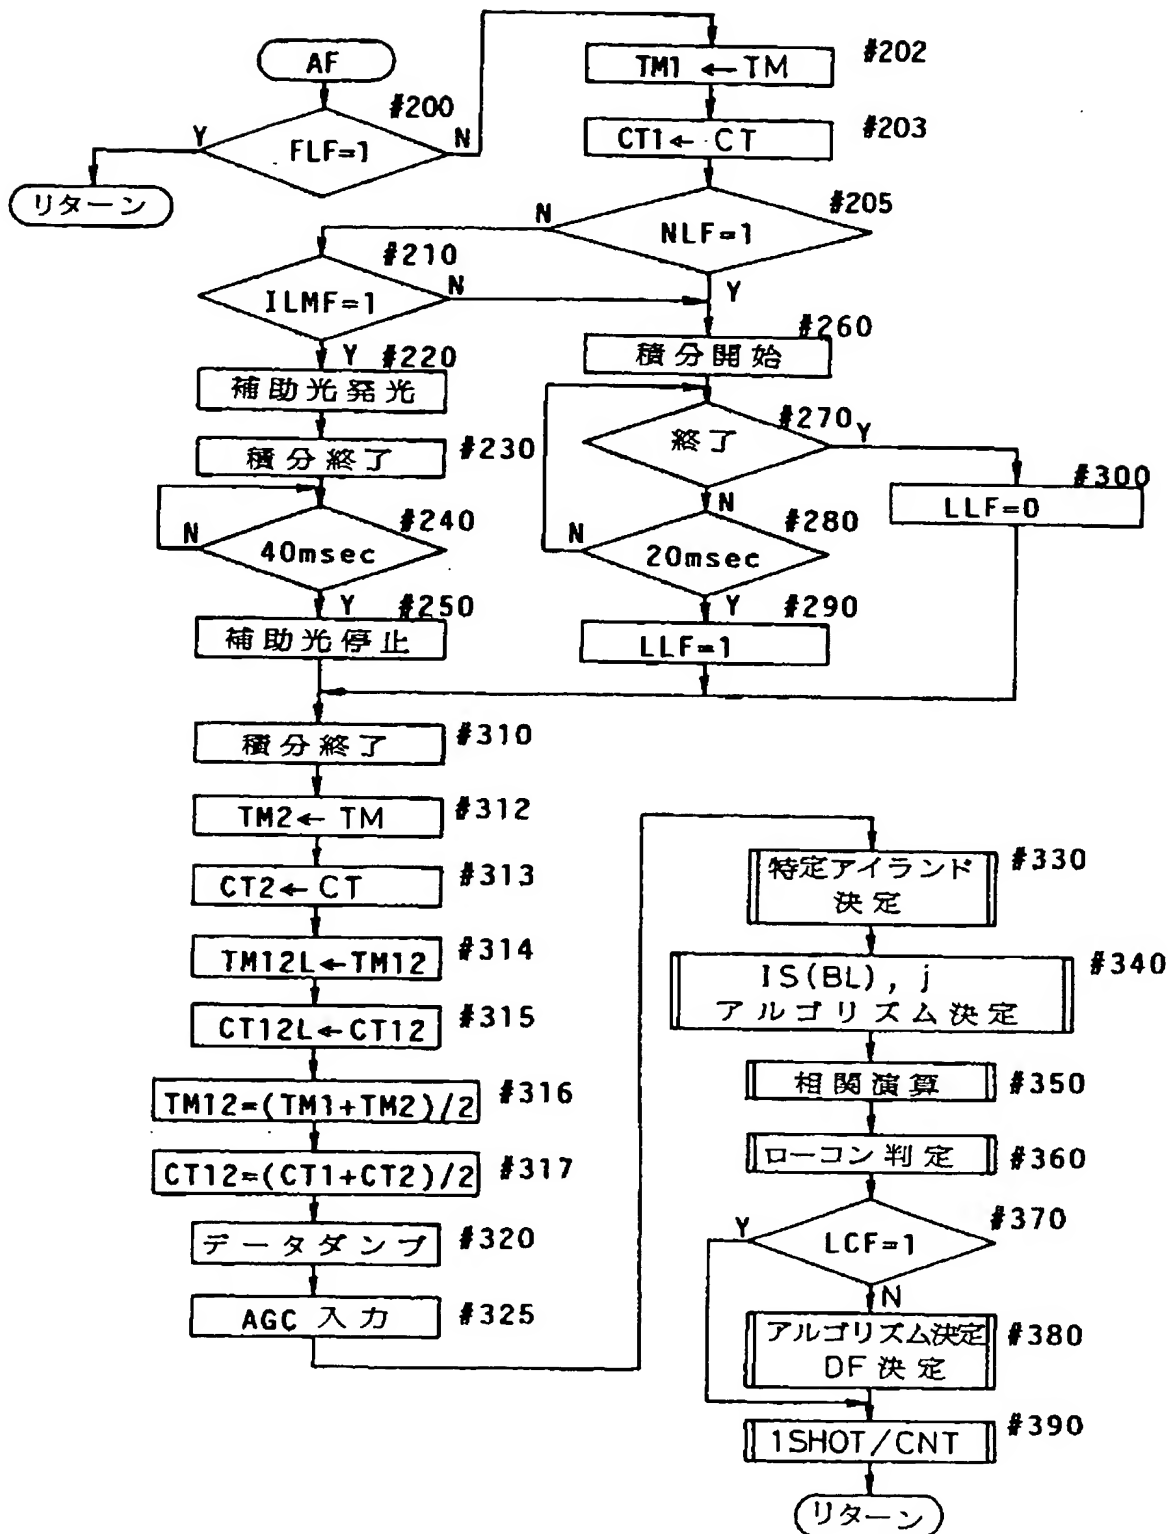 AF
#200
FLF=1
Y
N
リターン
TM1 ← TM
#202
CT1 ← CT
#203
#205
NLF=1
N
Y
#210
ILMF=1
N
Y
#220
補助光発光
積分終了
#230
#240
40msec
N
Y
#250
補助光停止
#260
積分開始
#270
終了
Y
N
#280
20msec
N
Y
#290
LLF=1
#300
LLF=0
積分終了
#310
TM2 ← TM
#312
CT2 ← CT
#313
TM12L ← TM12
#314
CT12L ← CT12
#315
TM12=(TM1+TM2)/2
#316
CT12=(CT1+CT2)/2
#317
データダンプ
#320
AGC 入力
#325
特定アイランド
決定
#330
IS(BL), j
アルゴリズム決定
#340
相関演算
#350
ローコン判定
#360
#370
LCF=1
Y
N
アルゴリズム決定
DF 決定
#380
1SHOT/CNT
#390
リターン